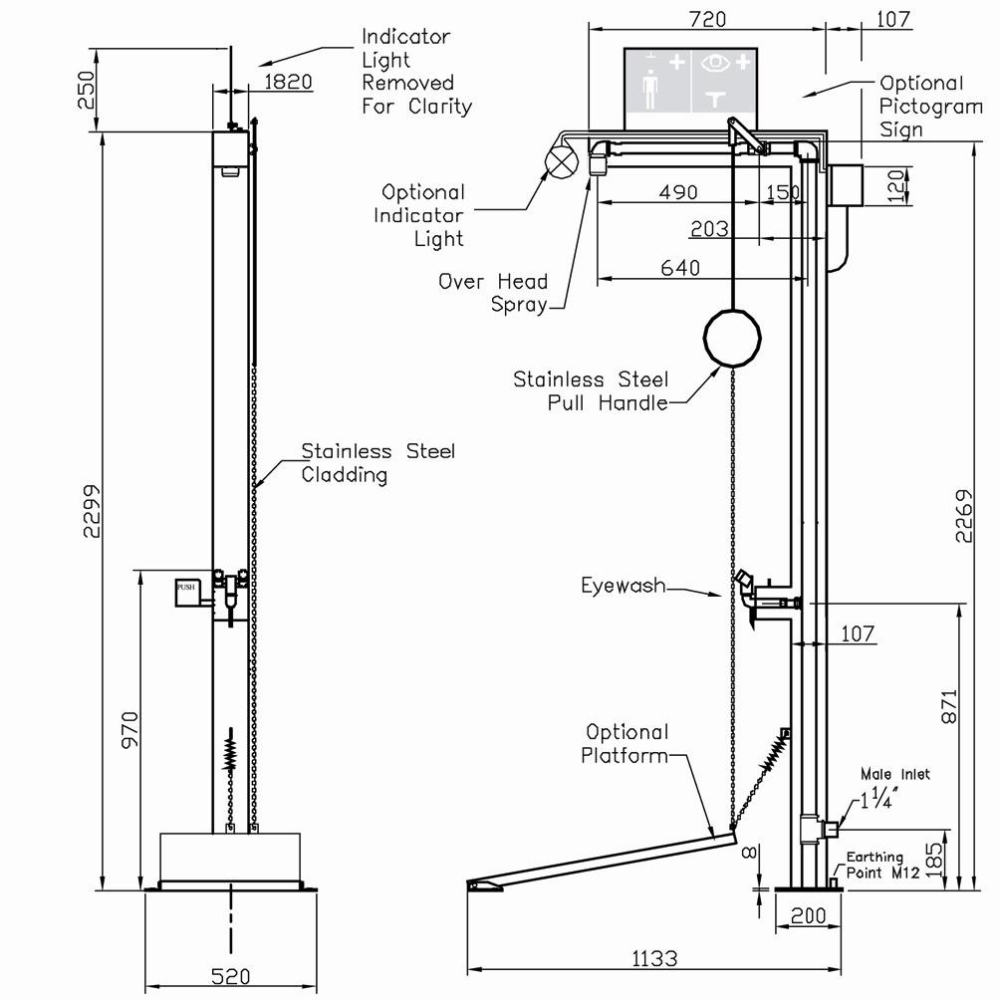 720
107
Indicator
Light
Removed
For Clarity
250
1820
Optional
Pictogram
Sign
Optional
Indicator
Light
490
150
120
203
640
Over Head
Spray
Stainless Steel
Pull Handle
Stainless Steel
Cladding
2299
2269
PUSH
Eyewash
107
970
871
Optional
Platform
Male Inlet
1 1/4"
8
Earthing
Point M12
185
200
520
1133